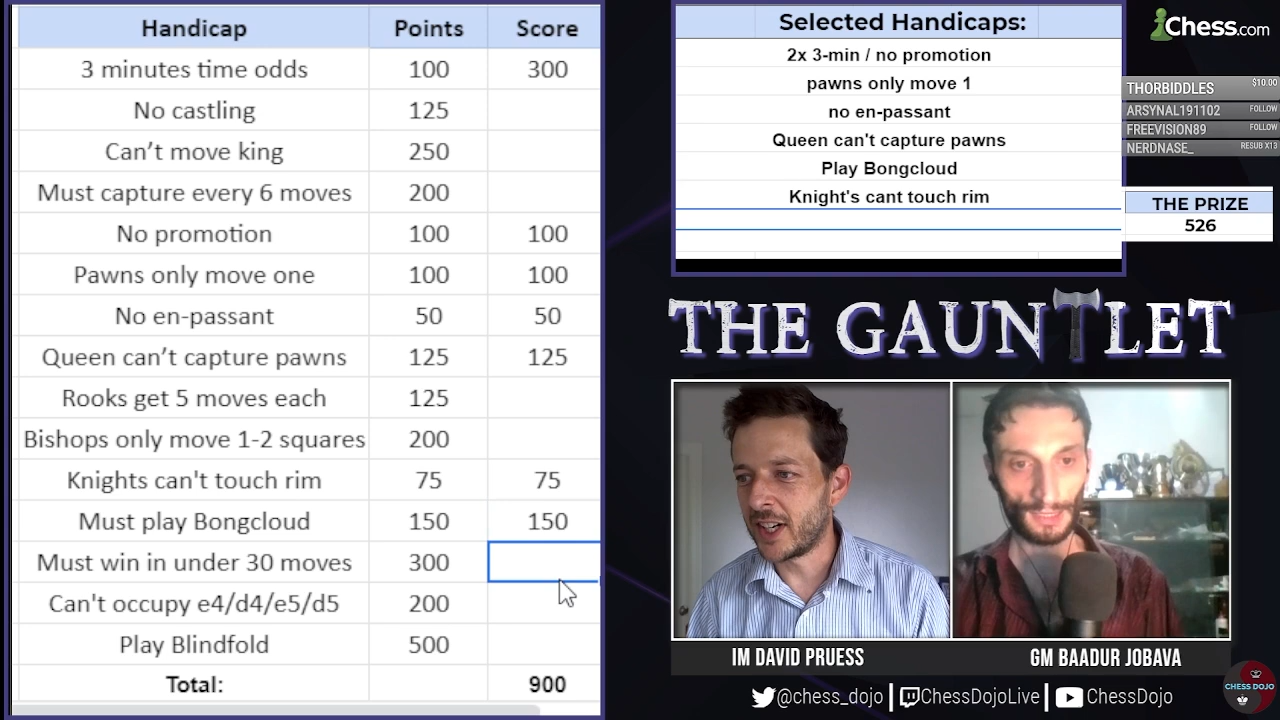 Handicap Points Score
3 minutes time odds 100 300
No castling 125
Can't move king 250
Must capture every 6 moves 200
No promotion 100 100
Pawns only move one 100 100
No en-passant 50 50
Queen can't capture pawns 125 125
Rooks get 5 moves each 125
Bishops only move 1-2 squares 200
Knights can't touch rim 75 75
Must play Bongcloud 150 150
Must win in under 30 moves 300
Can't occupy e4/d4/e5/d5 200
Play Blindfold 500
Total: 900
Selected Handicaps:
2x 3-min / no promotion
pawns only move 1
no en-passant
Queen can't capture pawns
Play Bongcloud
Knight's cant touch rim
Chess.com
THORBIDDLES $10.00
ARSYNAL191102 FOLLOW
FREEVISION89 FOLLOW
NERDNASE_ RESUB X13
THE PRIZE
526
THE GAUNTLET
IM DAVID PRUESS
GM BAADUR JOBAVA
@chess_dojo | ChessDojoLive | ChessDojo
CHESS DOJO